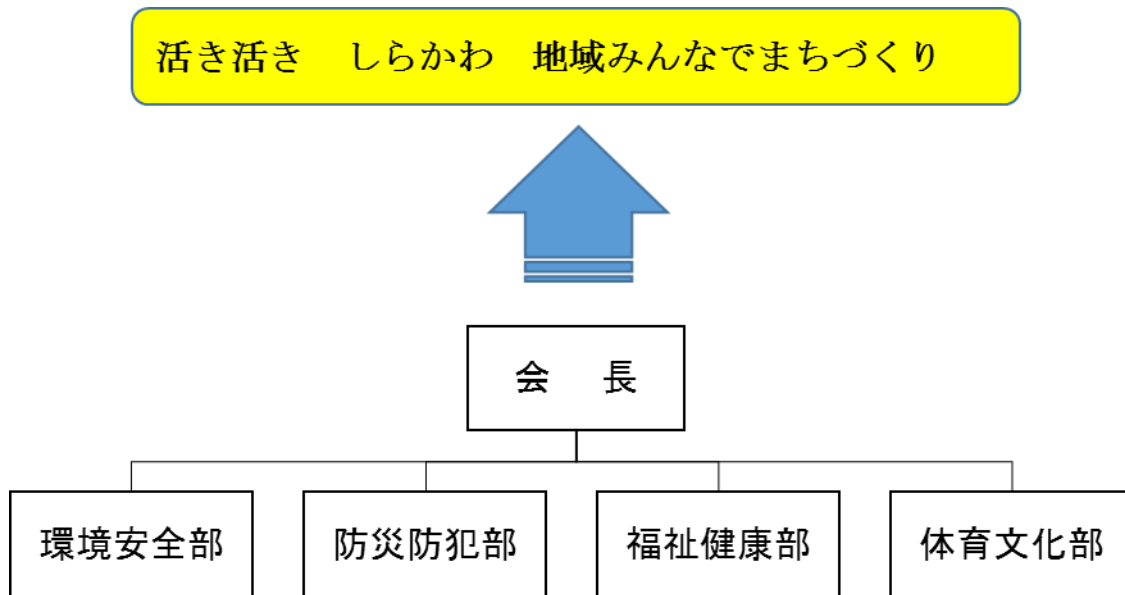 活き活き　しらかわ　地域みんなでまちづくり
会　長
環境安全部
防災防犯部
福祉健康部
体育文化部